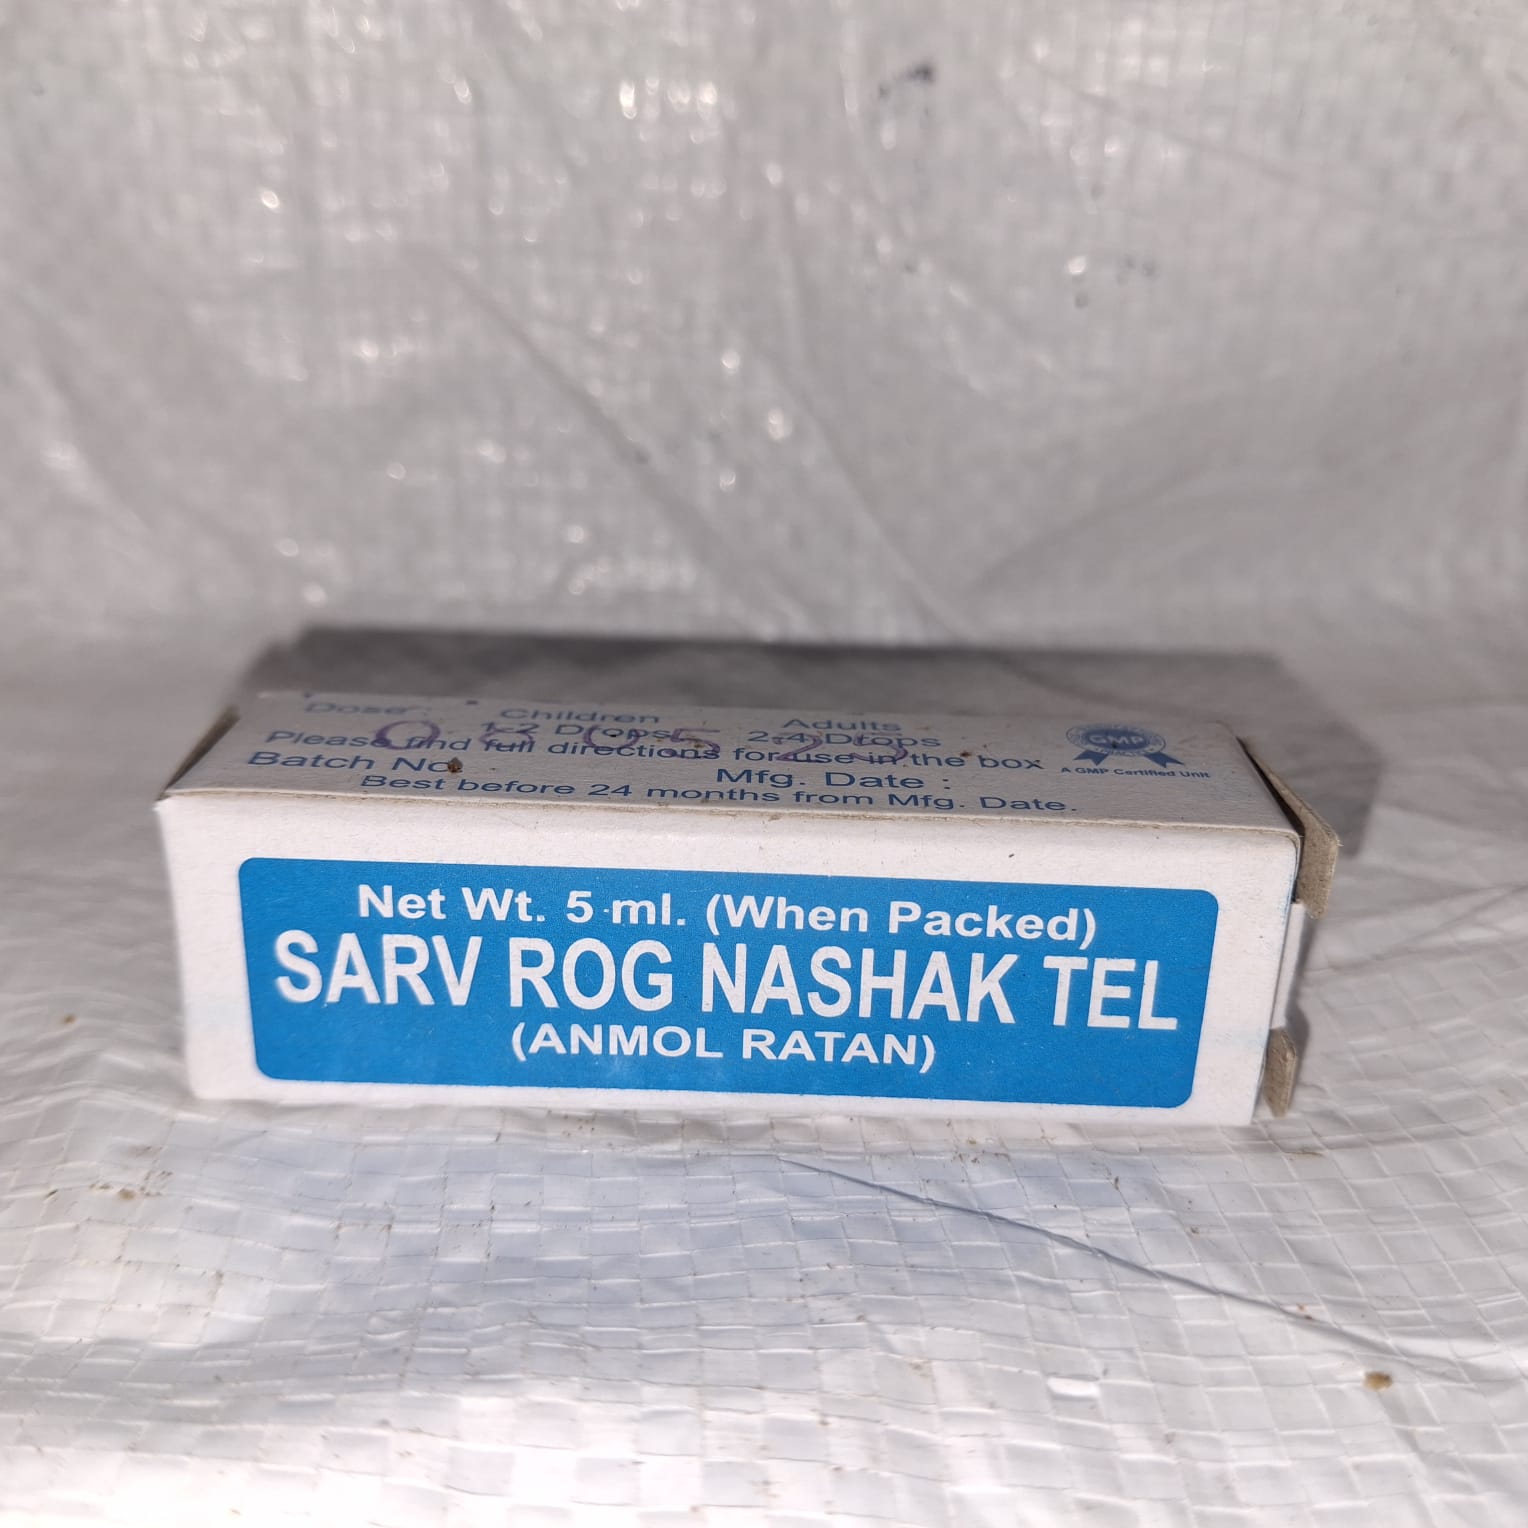 Dose : Children Adults
1-2 Drops 2-4 Drops
Please find full directions for use in the box
Batch No. Mfg. Date :
Best before 24 months from Mfg. Date.
GMP
A GMP Certified Unit
Net Wt. 5 ml. (When Packed)
SARV ROG NASHAK TEL
(ANMOL RATAN)